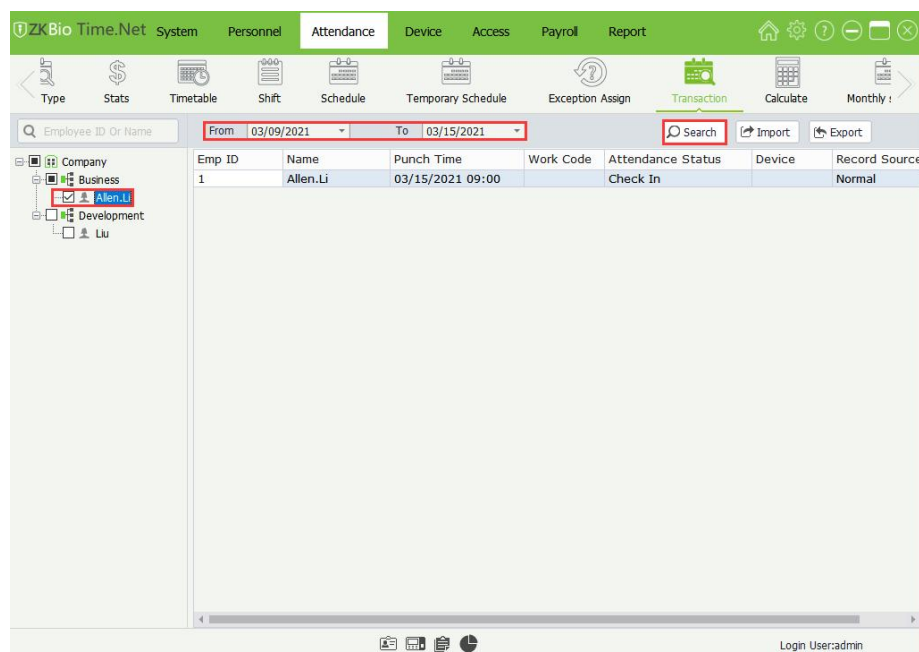 ZKBio Time.Net System Personnel Attendance Device Access Payroll Report
Type Stats Timetable Shift Schedule Temporary Schedule Exception Assign Transaction Calculate Monthly
Employee ID Or Name From 03/09/2021 To 03/15/2021 Search Import Export
Company
Business
Allen.Li
Development
Liu
Emp ID Name Punch Time Work Code Attendance Status Device Record Source
1 Allen.Li 03/15/2021 09:00 Check In Normal
Login User:admin